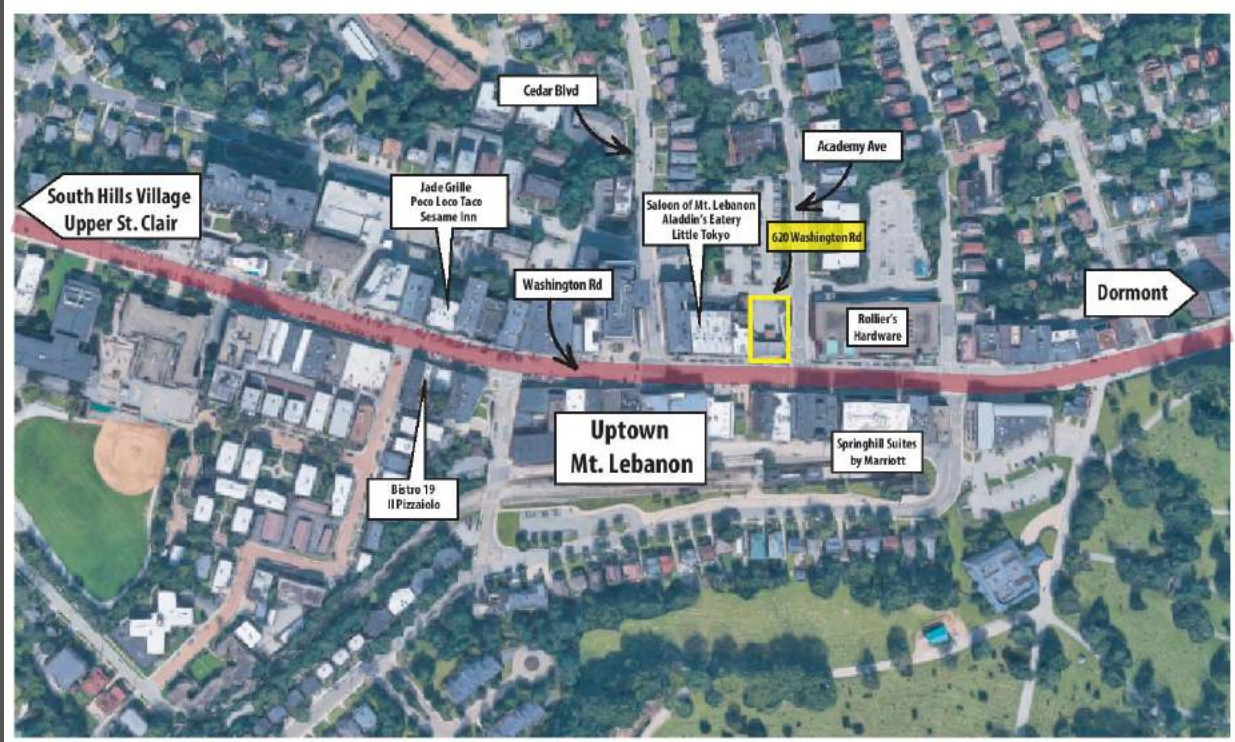 Cedar Blvd
Academy Ave
South Hills Village
Upper St. Clair
Jade Grille
Poco Loco Taco
Sesame Inn
Saloon of Mt. Lebanon
Aladdin's Eatery
Little Tokyo
620 Washington Rd
Washington Rd
Dormont
Rollier's
Hardware
Uptown
Mt. Lebanon
Springhill Suites
by Marriott
Bistro 19
Il Pizzaiolo